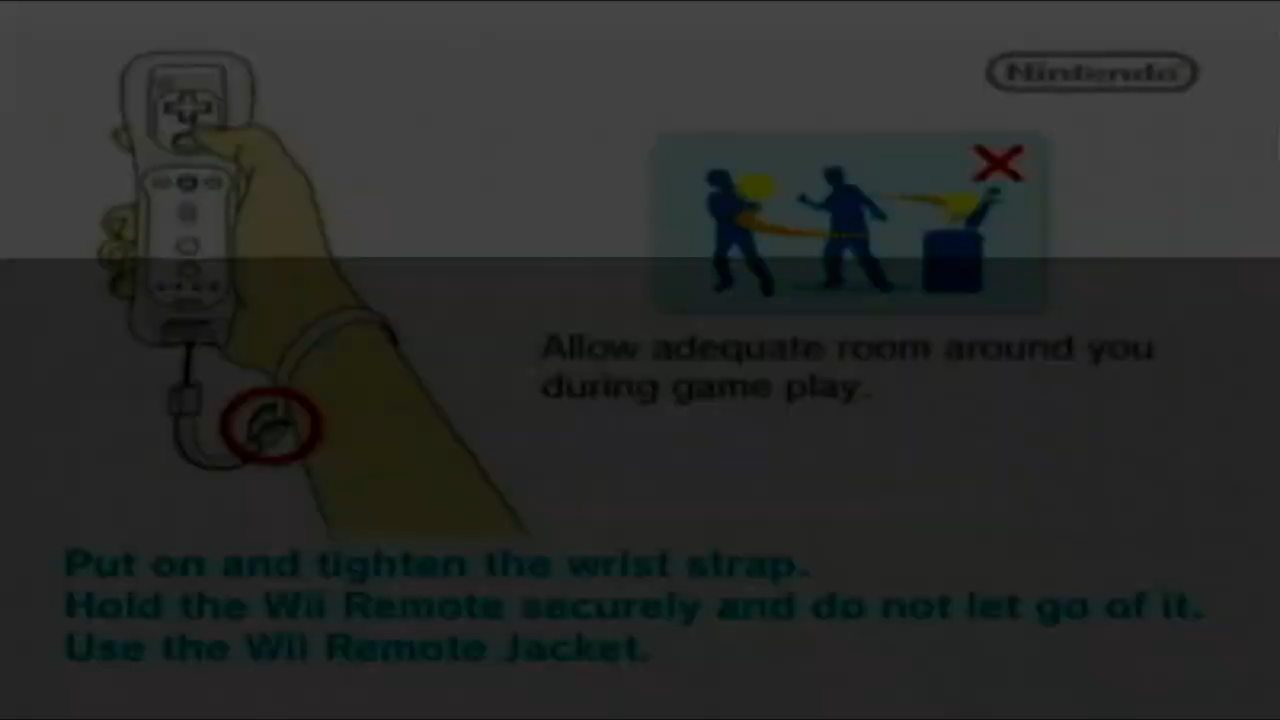 Nintendo
Allow adequate room around you
during game play.
Put on and tighten the wrist strap.
Hold the Wii Remote securely and do not let go of it.
Use the Wii Remote Jacket.